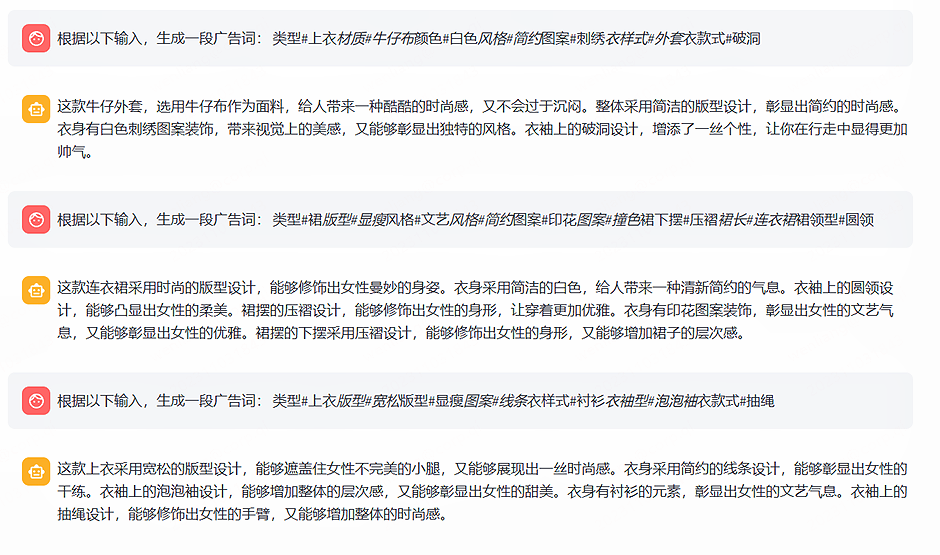 根据以下输入，生成一段广告词： 类型#上衣材质#牛仔布颜色#白色风格#简约图案#刺绣衣样式#外套衣款式#破洞
这款牛仔外套，选用牛仔布作为面料，给人带来一种酷酷的时尚感，又不会过于沉闷。整体采用简洁的版型设计，彰显出简约的时尚感。
衣身有白色刺绣图案装饰，带来视觉上的美感，又能够彰显出独特的风格。衣袖上的破洞设计，增添了一丝个性，让你在行走中显得更加
帅气。
根据以下输入，生成一段广告词： 类型#裙版型#显瘦风格#文艺风格#简约图案#印花图案#撞色裙下摆#压褶裙长#连衣裙裙领型#圆领
这款连衣裙采用时尚的版型设计，能够修饰出女性曼妙的身姿。衣身采用简洁的白色，给人带来一种清新简约的气息。衣袖上的圆领设
计，能够凸显出女性的柔美。裙摆的压褶设计，能够修饰出女性的身形，让穿着更加优雅。衣身有印花图案装饰，彰显出女性的文艺气
息，又能够彰显出女性的优雅。裙摆的下摆采用压褶设计，能够修饰出女性的身形，又能够增加裙子的层次感。
根据以下输入，生成一段广告词： 类型#上衣版型#宽松版型#显瘦图案#线条衣样式#衬衫衣袖型#泡泡袖衣款式#抽绳
这款上衣采用宽松的版型设计，能够遮盖住女性不完美的小腿，又能够展现出一丝时尚感。衣身采用简约的线条设计，能够彰显出女性的
干练。衣袖上的泡泡袖设计，能够增加整体的层次感，又能够彰显出女性的甜美。衣身有衬衫的元素，彰显出女性的文艺气息。衣袖上的
抽绳设计，能够修饰出女性的手臂，又能够增加整体的时尚感。